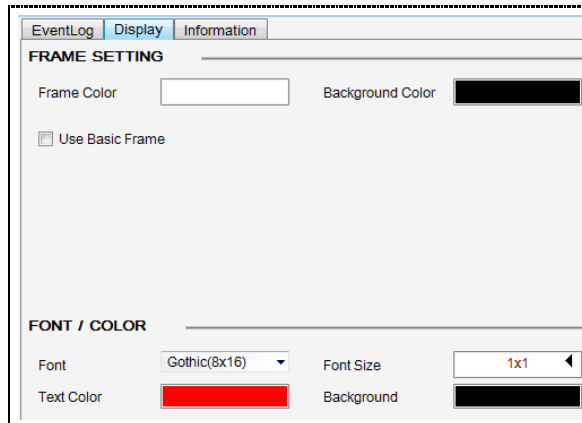 EventLog Display Information
FRAME SETTING
Frame Color Background Color
Use Basic Frame
FONT / COLOR
Font Gothic(8x16) Font Size 1x1
Text Color Background